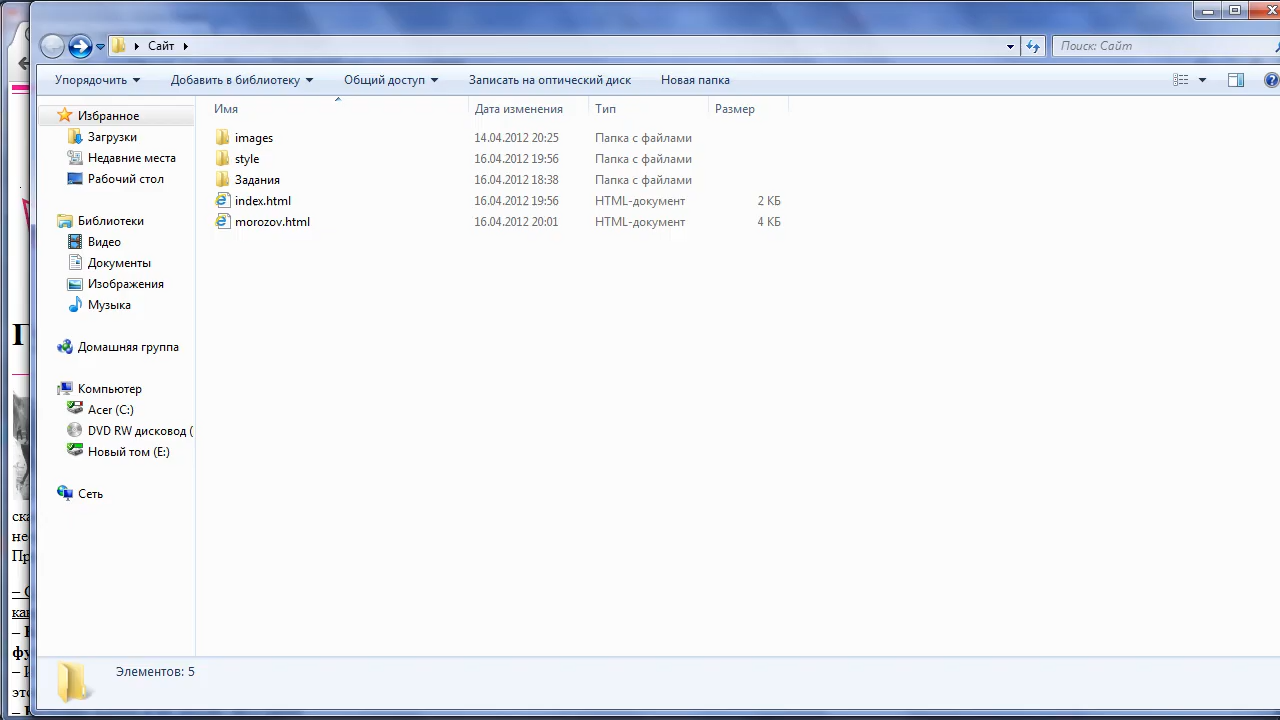 Сайт
Поиск: Сайт
Упорядочить Добавить в библиотеку Общий доступ Записать на оптический диск Новая папка
Имя Дата изменения Тип Размер
Избранное
Загрузки
Недавние места
Рабочий стол
Библиотеки
Видео
Документы
Изображения
Музыка
Домашняя группа
Компьютер
Acer (C:)
DVD RW дисковод (
Новый том (E:)
Сеть
images 14.04.2012 20:25 Папка с файлами
style 16.04.2012 19:56 Папка с файлами
Задания 16.04.2012 18:38 Папка с файлами
index.html 16.04.2012 19:56 HTML-документ 2 КБ
morozov.html 16.04.2012 20:01 HTML-документ 4 КБ
Элементов: 5